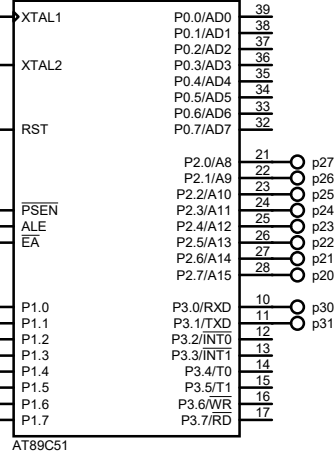 XTAL1 P0.0/AD0 39
P0.1/AD1 38
P0.2/AD2 37
XTAL2 P0.3/AD3 36
P0.4/AD4 35
P0.5/AD5 34
P0.6/AD6 33
RST P0.7/AD7 32
P2.0/A8 21 p27
P2.1/A9 22 p26
P2.2/A10 23 p25
PSEN P2.3/A11 24 p24
ALE P2.4/A12 25 p23
EA P2.5/A13 26 p22
P2.6/A14 27 p21
P2.7/A15 28 p20
P1.0 P3.0/RXD 10 p30
P1.1 P3.1/TXD 11 p31
P1.2 P3.2/INT0 12
P1.3 P3.3/INT1 13
P1.4 P3.4/T0 14
P1.5 P3.5/T1 15
P1.6 P3.6/WR 16
P1.7 P3.7/RD 17
AT89C51